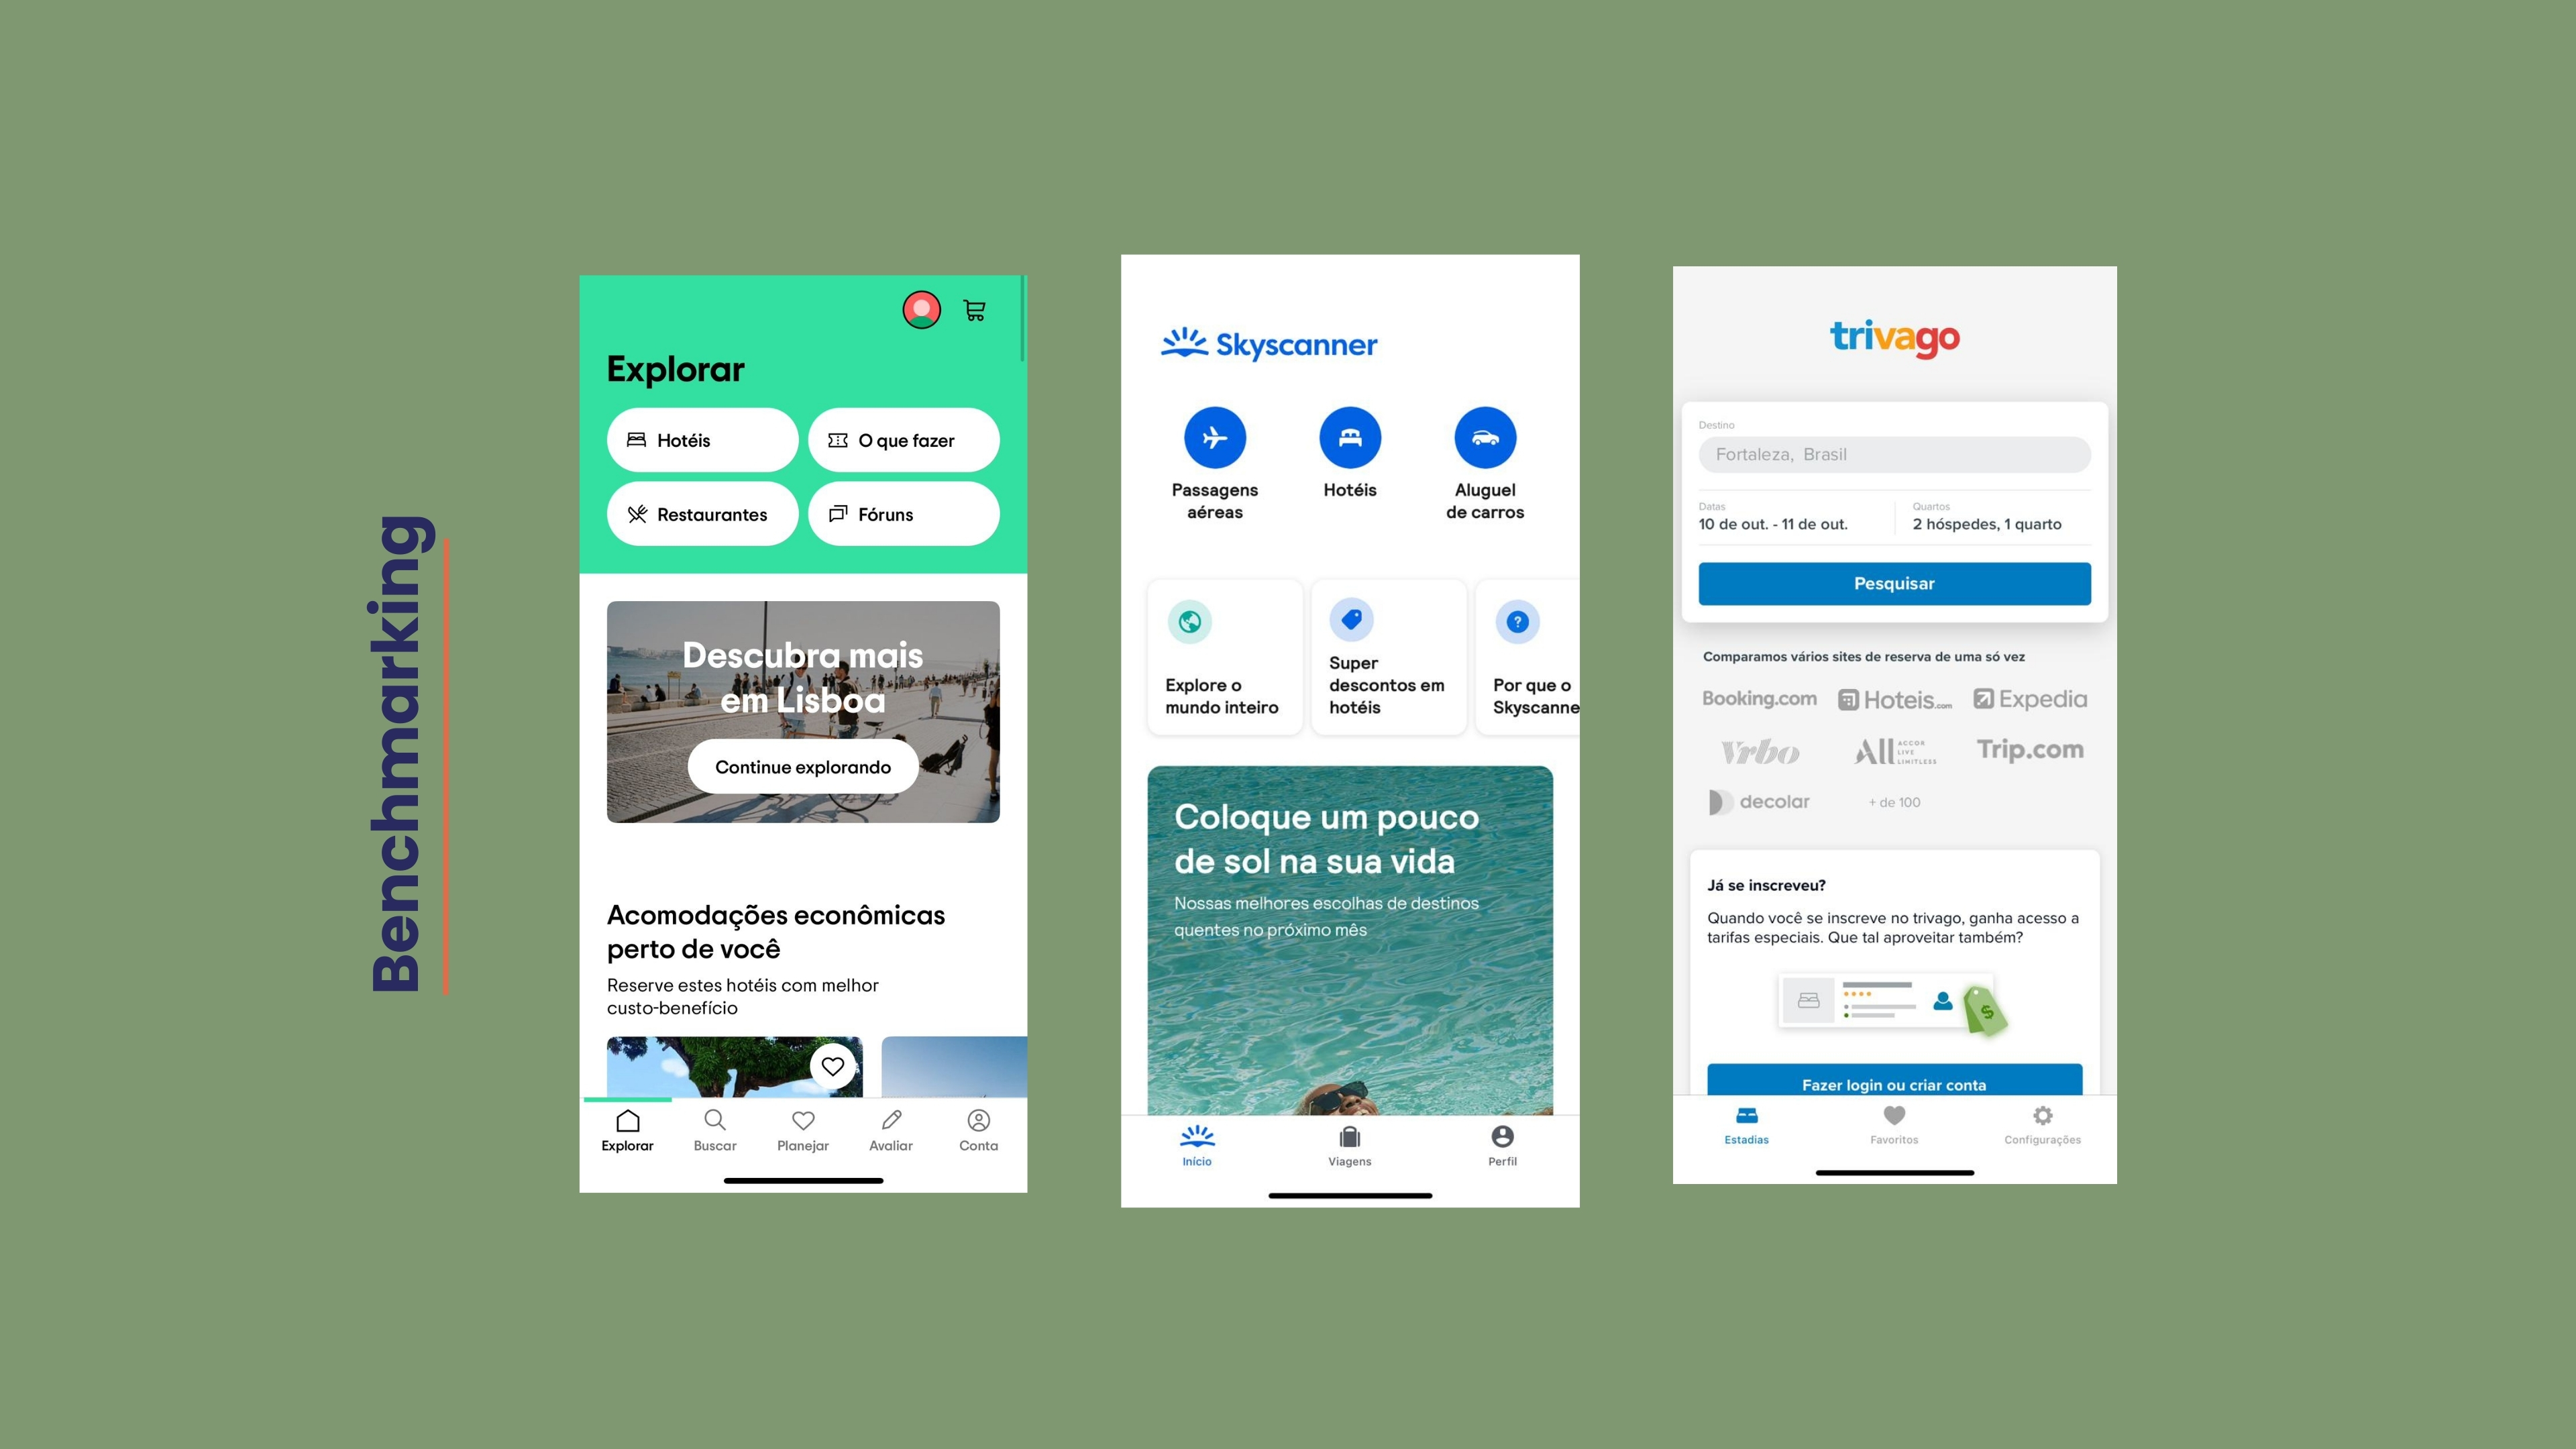 Benchmarking
Explorar
Hotéis
O que fazer
Restaurantes
Fóruns
Descubra mais
em Lisboa
Continue explorando
Acomodações econômicas
perto de você
Reserve estes hotéis com melhor
custo-benefício
Explorar
Buscar
Planejar
Avaliar
Conta
Skyscanner
Passagens
aéreas
Hotéis
Aluguel
de carros
Explore o
mundo inteiro
Super
descontos em
hotéis
Por que o
Skyscanne
Coloque um pouco
de sol na sua vida
Nossas melhores escolhas de destinos
quentes no próximo mês
Início
Viagens
Perfil
trivago
Destino
Fortaleza, Brasil
Datas
10 de out. - 11 de out.
Quartos
2 hóspedes, 1 quarto
Pesquisar
Comparamos vários sites de reserva de uma só vez
Booking.com
Hoteis.com
Expedia
Vrbo
All ACCOR
LIVE
LIMITLESS
Trip.com
decolar
+ de 100
Já se inscreveu?
Quando você se inscreve no trivago, ganha acesso a
tarifas especiais. Que tal aproveitar também?
$
Fazer login ou criar conta
Estadias
Favoritos
Configurações